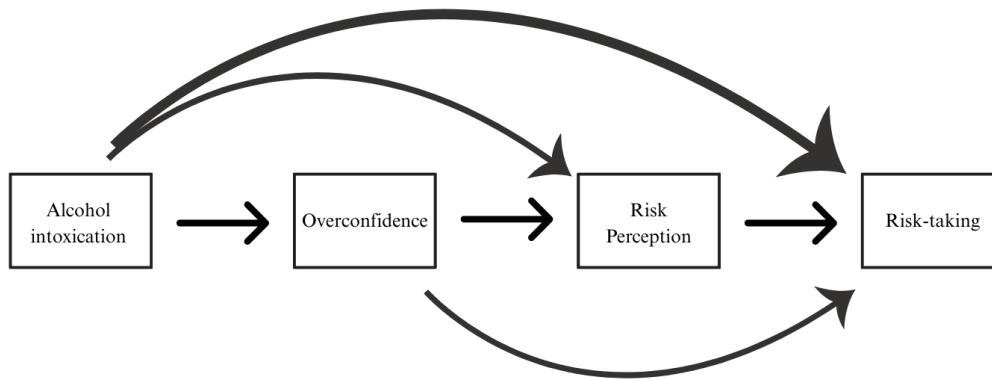 Alcohol
intoxication
Overconfidence
Risk
Perception
Risk-taking